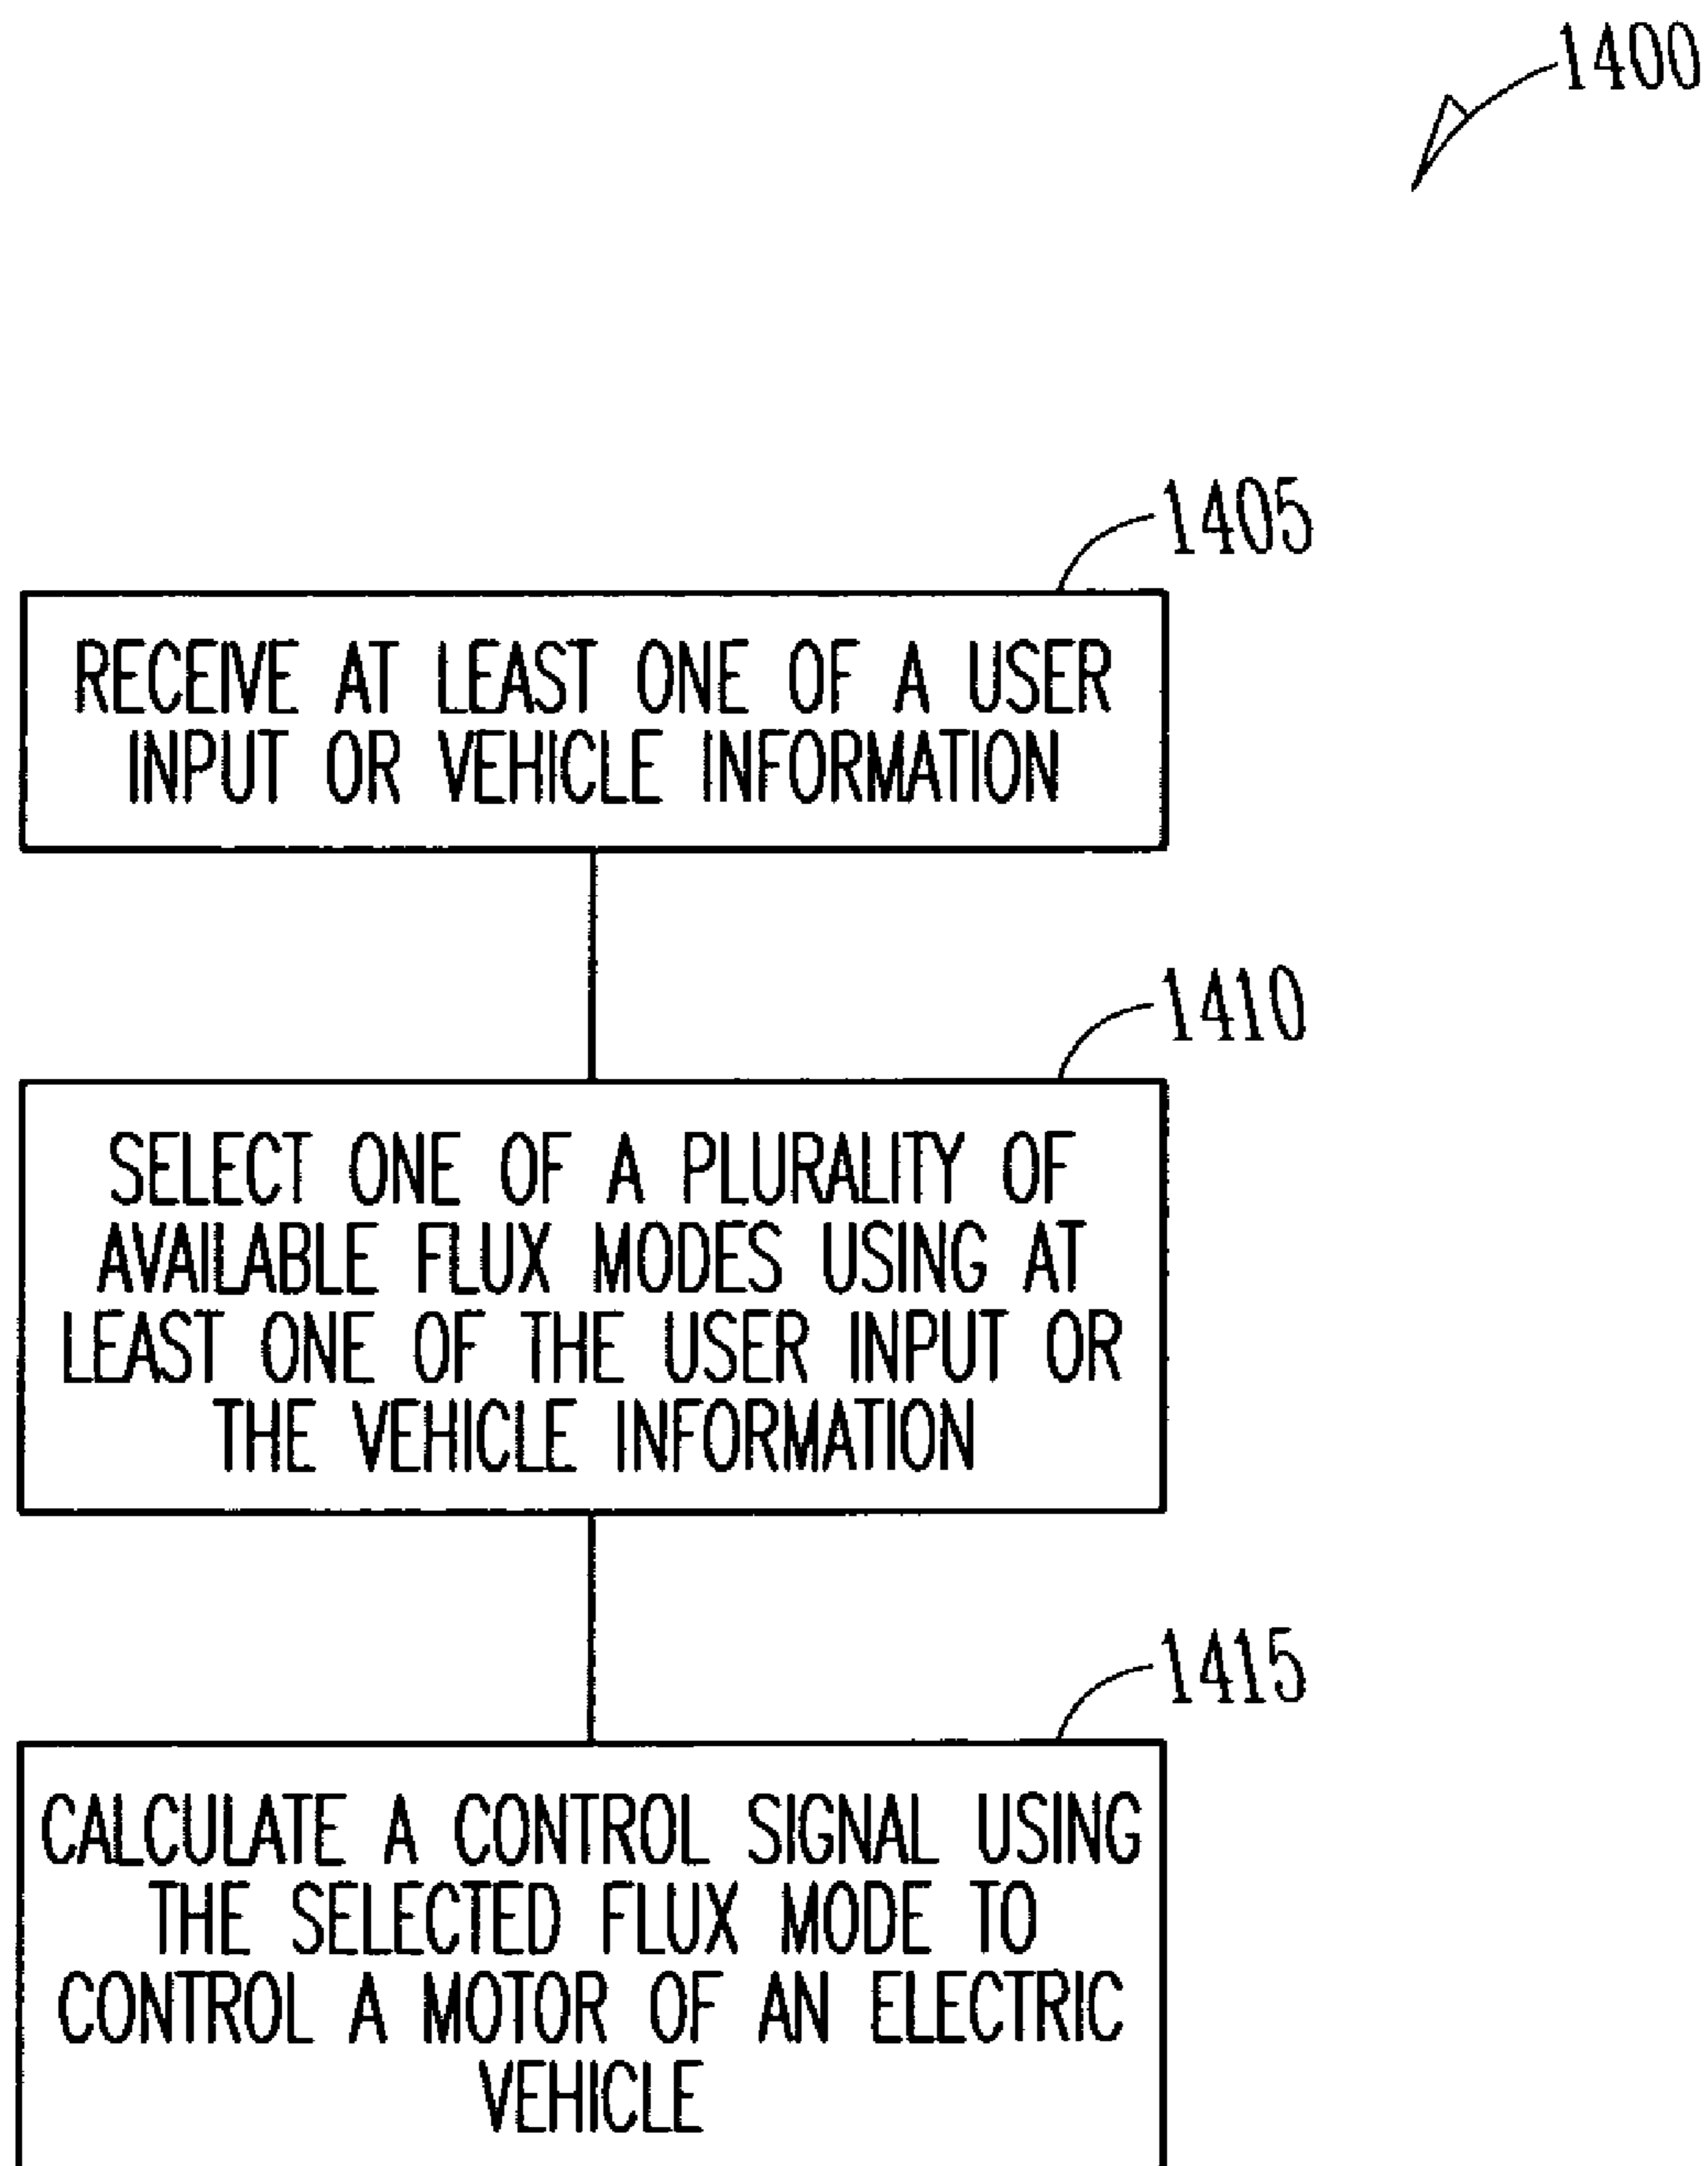 1400
1405
RECEIVE AT LEAST ONE OF A USER
INPUT OR VEHICLE INFORMATION
1410
SELECT ONE OF A PLURALITY OF
AVAILABLE FLUX MODES USING AT
LEAST ONE OF THE USER INPUT OR
THE VEHICLE INFORMATION
1415
CALCULATE A CONTROL SIGNAL USING
THE SELECTED FLUX MODE TO
CONTROL A MOTOR OF AN ELECTRIC
VEHICLE